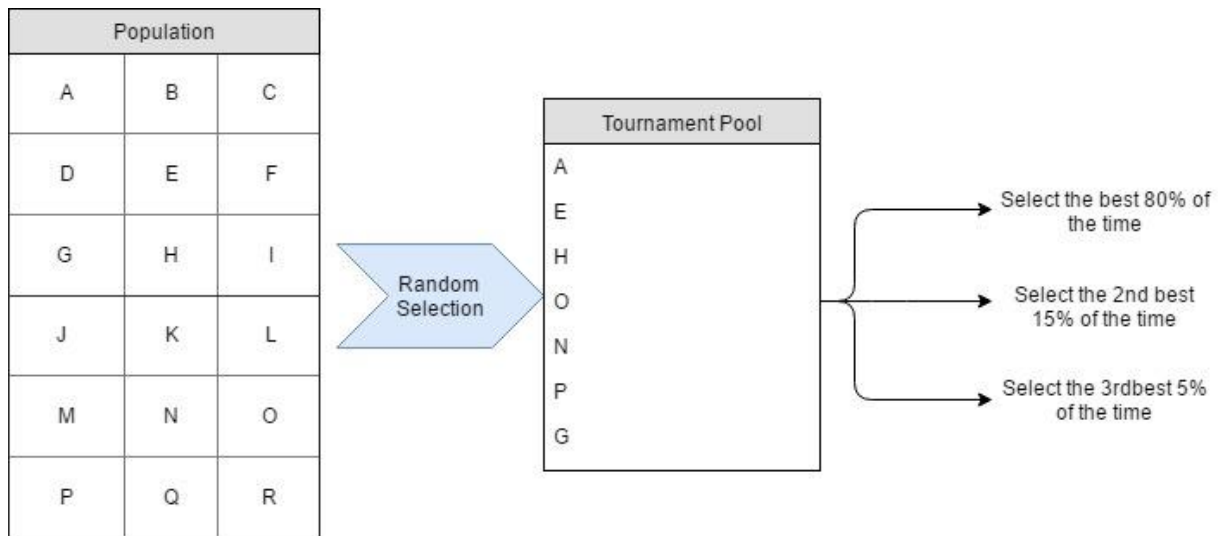 Population
A B C
D E F
G H I
J K L
M N O
P Q R
Random
Selection
Tournament Pool
A
E
H
O
N
P
G
Select the best 80% of
the time
Select the 2nd best
15% of the time
Select the 3rdbest 5%
of the time